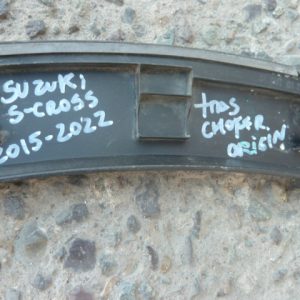 SUZUKI
S-CROSS
2015-2022
tras
CHOFER
ORIGIN